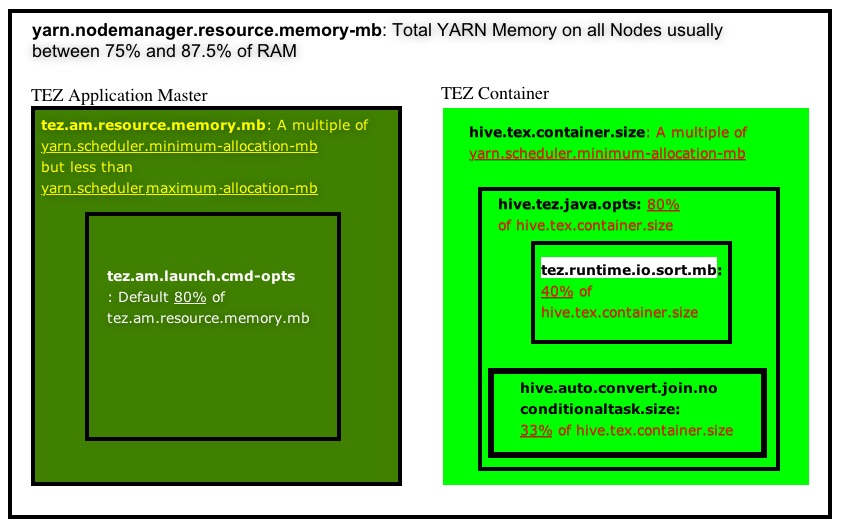 yarn.nodemanager.resource.memory-mb: Total YARN Memory on all Nodes usually
between 75% and 87.5% of RAM
TEZ Application Master
tez.am.resource.memory.mb: A multiple of
yarn.scheduler.minimum-allocation-mb
but less than
yarn.scheduler.maximum-allocation-mb
tez.am.launch.cmd-opts
: Default 80% of
tez.am.resource.memory.mb
TEZ Container
hive.tex.container.size: A multiple of
yarn.scheduler.minimum-allocation-mb
hive.tez.java.opts: 80%
of hive.tex.container.size
tez.runtime.io.sort.mb:
40% of
hive.tex.container.size
hive.auto.convert.join.no
conditionaltask.size:
33% of hive.tex.container.size